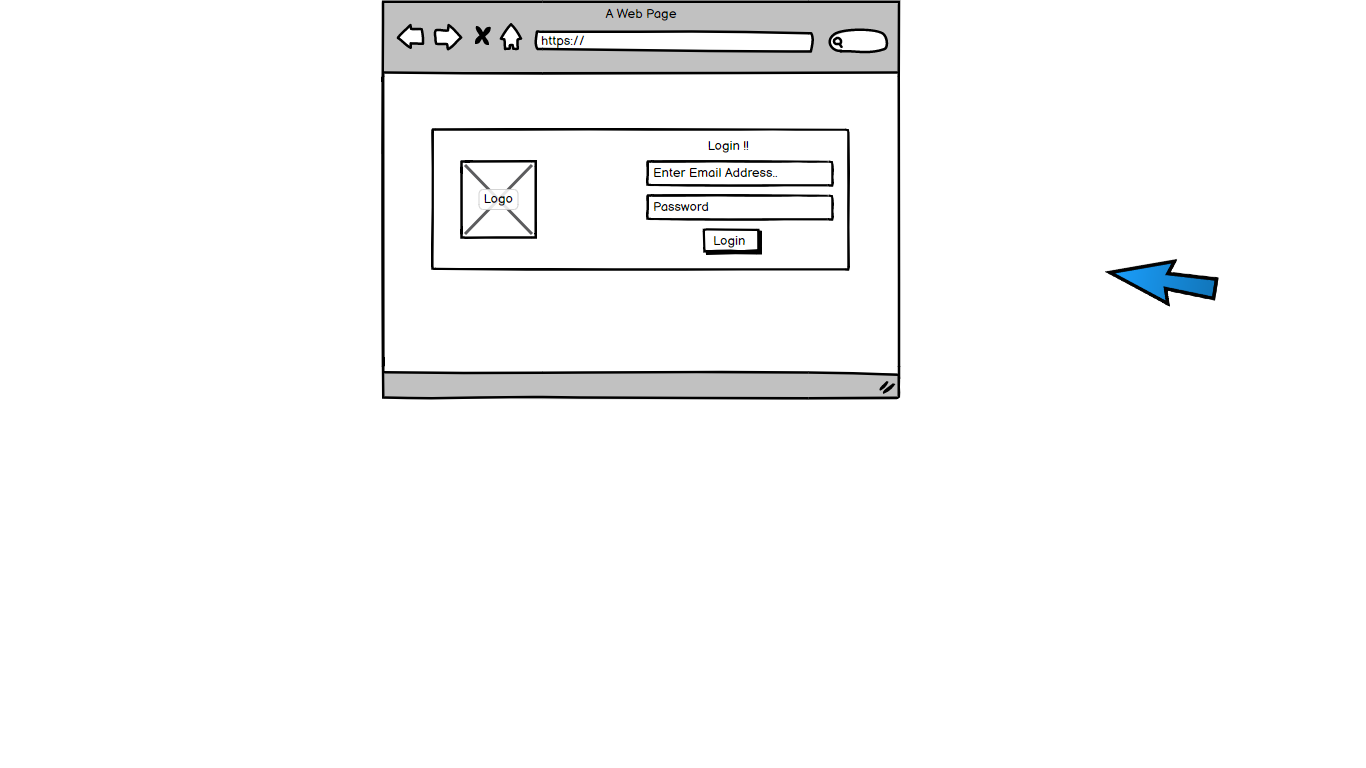 A Web Page
https://
Login !!
Enter Email Address..
Logo
Password
Login